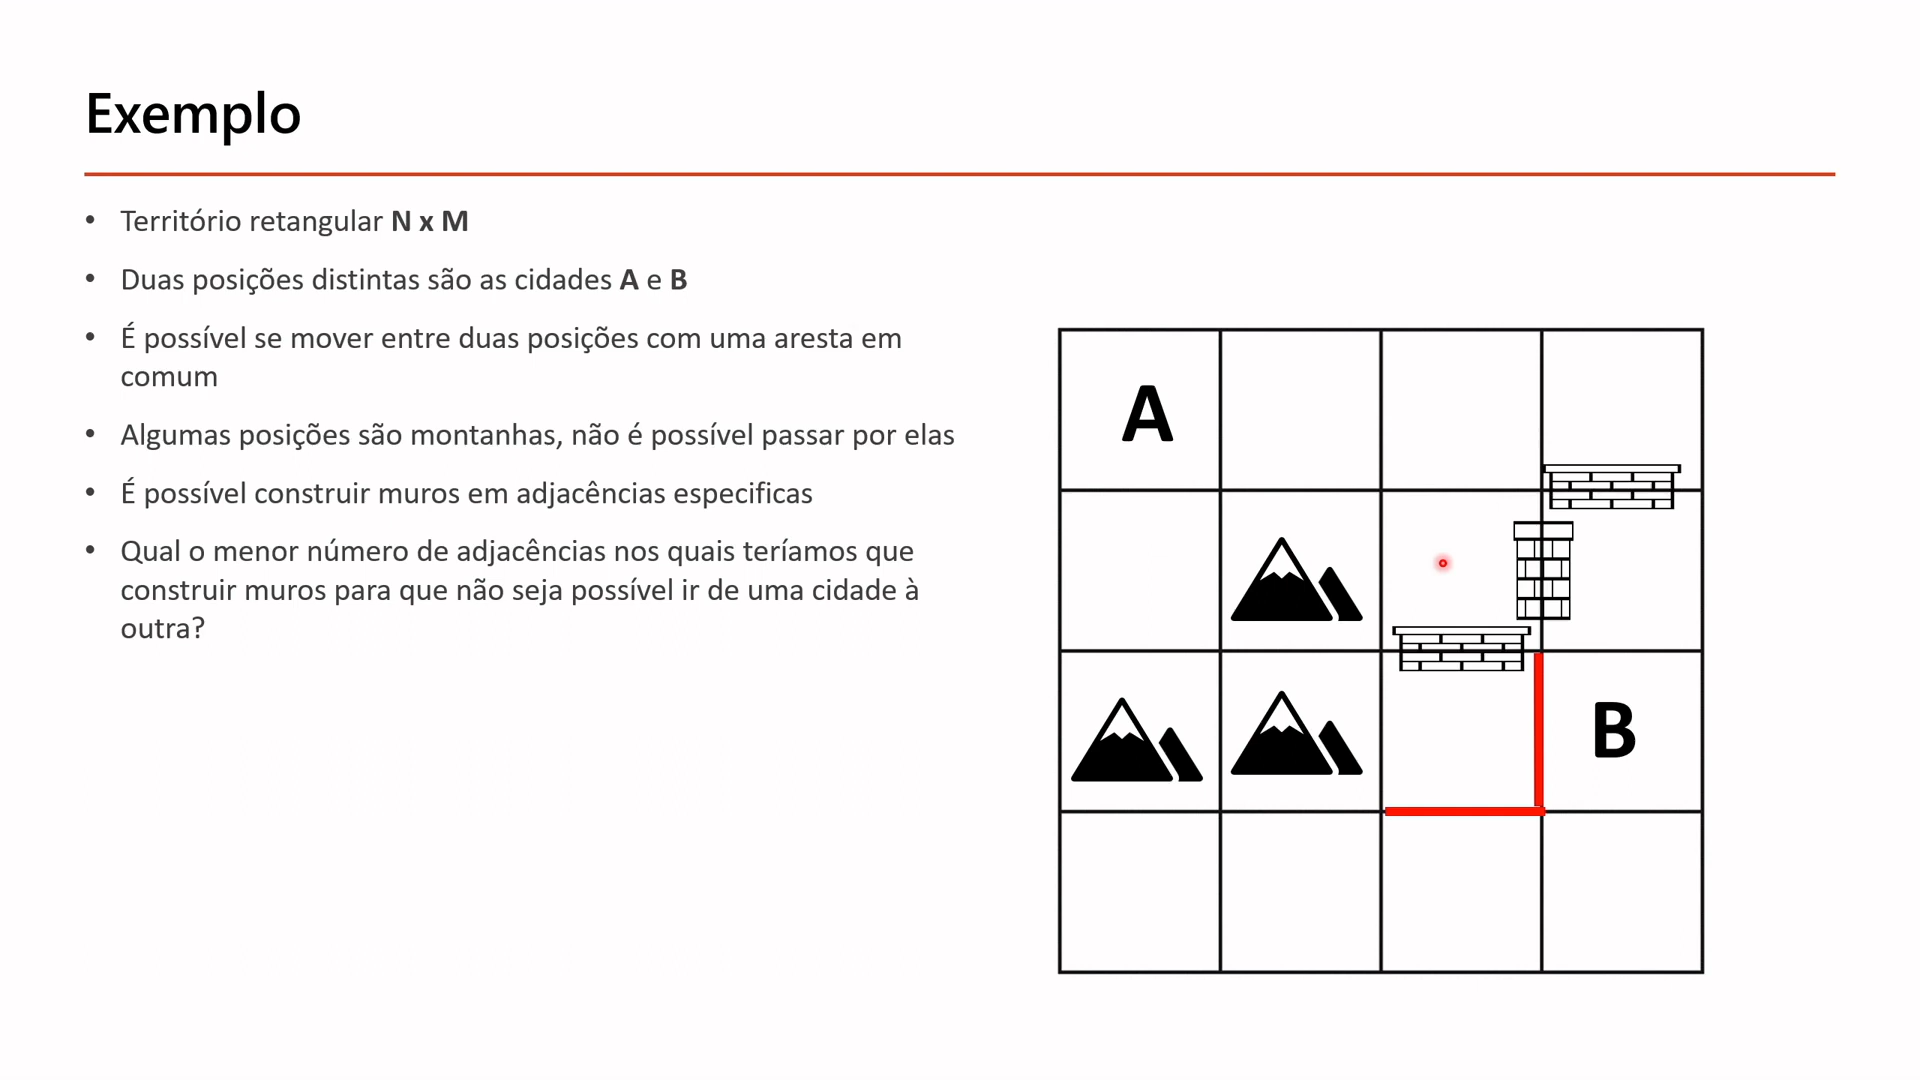 Exemplo
• Território retangular N x M
• Duas posições distintas são as cidades A e B
• É possível se mover entre duas posições com uma aresta em
comum
• Algumas posições são montanhas, não é possível passar por elas
• É possível construir muros em adjacências especificas
• Qual o menor número de adjacências nos quais teríamos que
construir muros para que não seja possível ir de uma cidade à
outra?
A
B